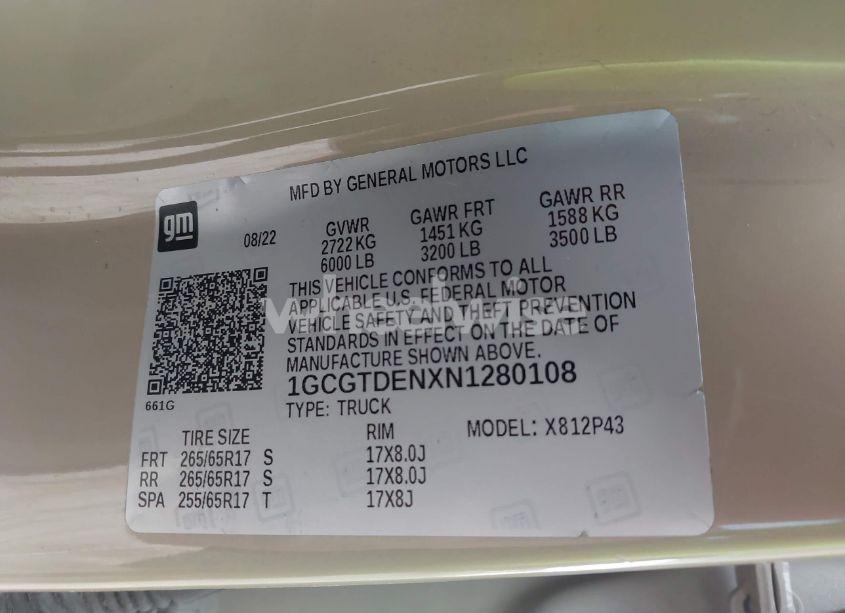 MFD BY GENERAL MOTORS LLC
gm
08/22
GVWR GAWR FRT GAWR RR
2722 KG 1451 KG 1588 KG
6000 LB 3200 LB 3500 LB
THIS VEHICLE CONFORMS TO ALL
APPLICABLE U.S. FEDERAL MOTOR
VEHICLE SAFETY AND THEFT PREVENTION
STANDARDS IN EFFECT ON THE DATE OF
MANUFACTURE SHOWN ABOVE.
1GCGTDENXN1280108
661G
TYPE: TRUCK
TIRE SIZE RIM MODEL: X812P43
FRT 265/65R17 S 17X8.0J
RR 265/65R17 S 17X8.0J
SPA 255/65R17 T 17X8J